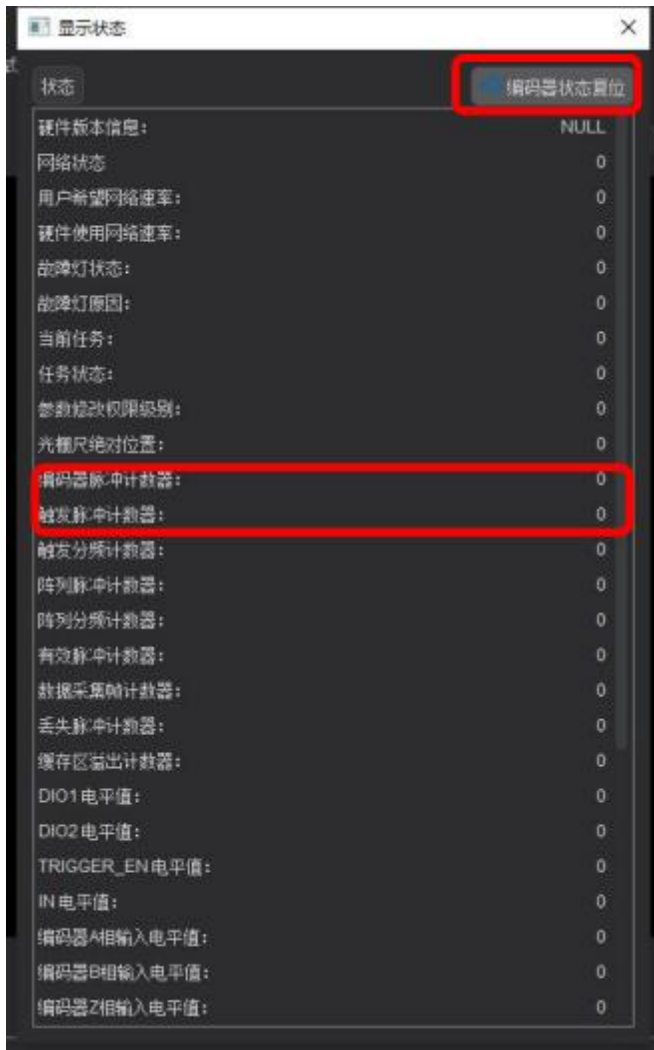 显示状态
式
状态
编码器状态复位
硬件版本信息： NULL
网络状态 0
用户希望网络速率： 0
硬件使用网络速率： 0
故障灯状态： 0
故障灯原因： 0
当前任务： 0
任务状态： 0
参数修改权限级别： 0
光栅尺绝对位置： 0
编码器脉冲计数器： 0
触发脉冲计数器： 0
触发分频计数器： 0
阵列脉冲计数器： 0
阵列分频计数器： 0
有效脉冲计数器： 0
数据采集帧计数器： 0
丢失脉冲计数器： 0
缓存区溢出计数器： 0
DIO1电平值： 0
DIO2电平值： 0
TRIGGER_EN电平值： 0
IN电平值： 0
编码器A相输入电平值： 0
编码器B相输入电平值： 0
编码器Z相输入电平值： 0